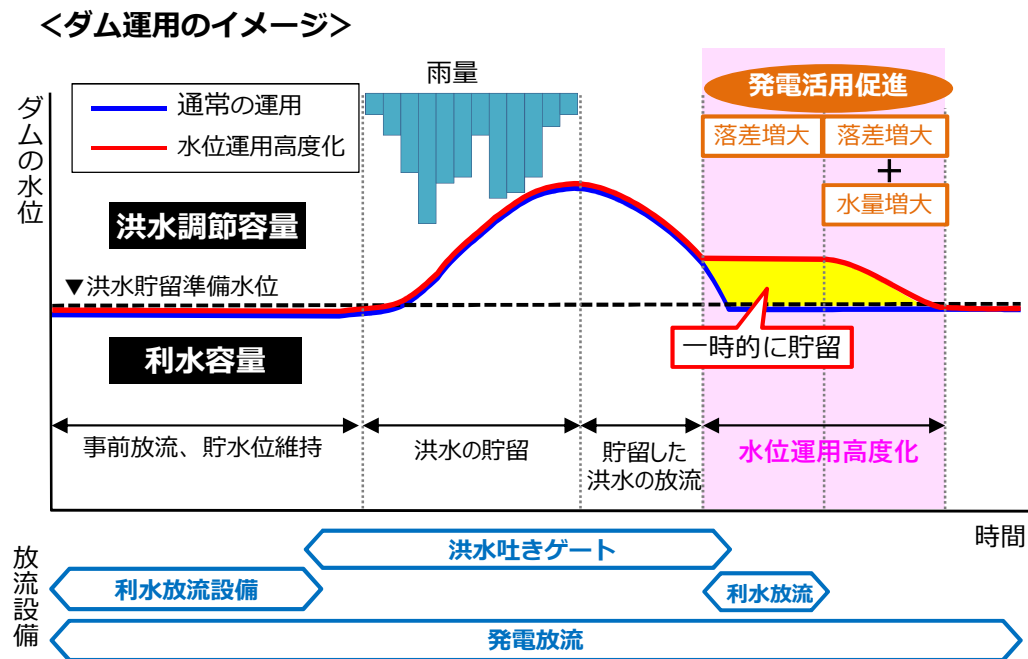 ＜ダム運用のイメージ＞
ダムの水位
通常の運用
水位運用高度化
雨量
発電活用促進
落差増大
落差増大
＋
水量増大
洪水調節容量
▼洪水貯留準備水位
利水容量
一時的に貯留
事前放流、貯水位維持
洪水の貯留
貯留した
洪水の放流
水位運用高度化
時間
放流設備
洪水吐きゲート
利水放流設備
利水放流
発電放流